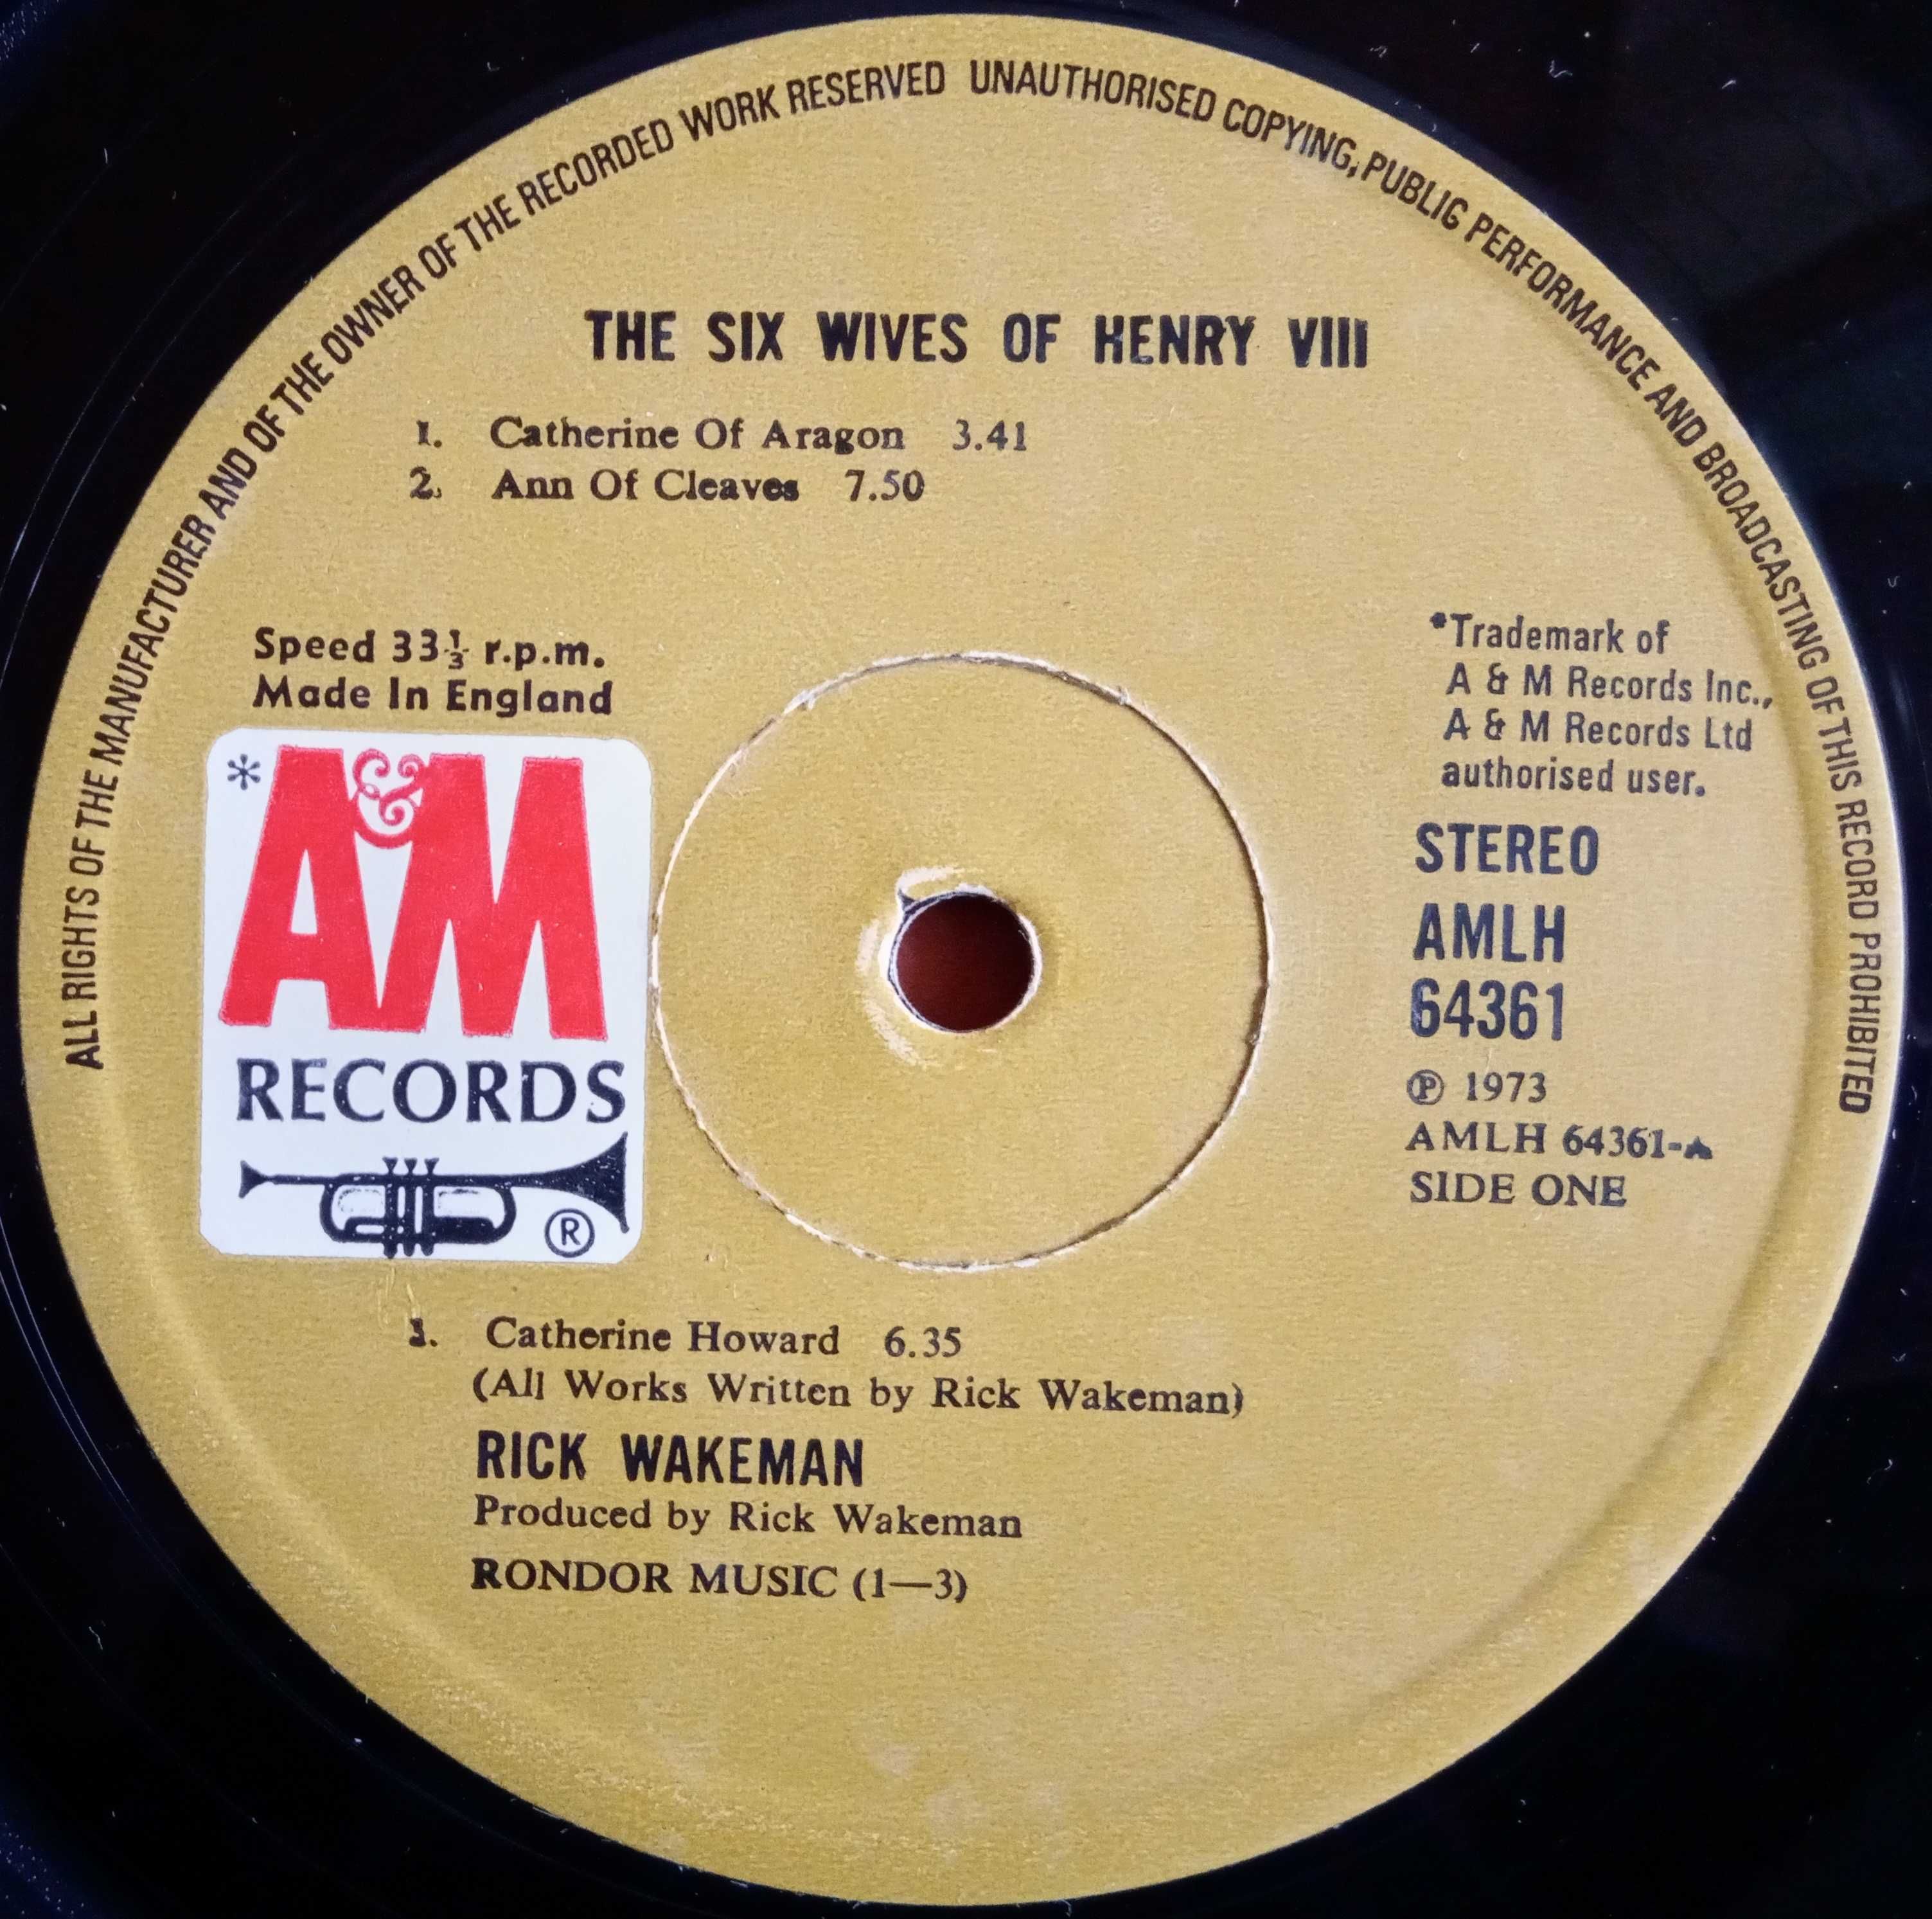 ALL RIGHTS OF THE MANUFACTURER AND OF THE OWNER OF THE RECORDED WORK RESERVED UNAUTHORISED COPYING, PUBLIC PERFORMANCE AND BROADCASTING OF THIS RECORD PROHIBITED
THE SIX WIVES OF HENRY VIII
1. Catherine Of Aragon 3.41
2. Ann Of Cleaves 7.50
Speed 33⅓ r.p.m.
Made In England
*A&M
RECORDS
®
*Trademark of
A & M Records Inc.,
A & M Records Ltd
authorised user.
STEREO
AMLH
64361
℗ 1973
AMLH 64361-A
SIDE ONE
3. Catherine Howard 6.35
(All Works Written by Rick Wakeman)
RICK WAKEMAN
Produced by Rick Wakeman
RONDOR MUSIC (1—3)